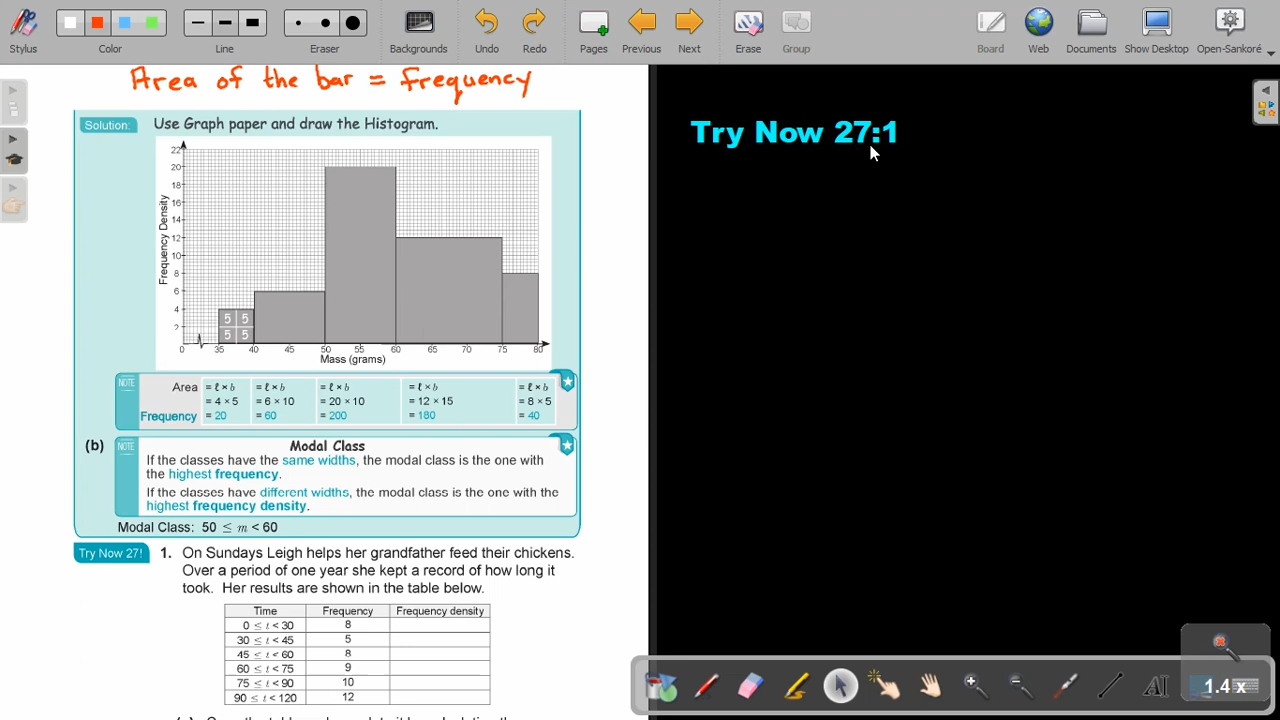 Stylus
Color
Line
Eraser
Backgrounds
Undo
Redo
Pages
Previous
Next
Erase
Group
Board
Web
Documents
Show Desktop
Open-Sankoré
Area of the bar = frequency
Solution: Use Graph paper and draw the Histogram.
Frequency Density
22
20
18
16
14
12
10
8
6
4
2
5 5
5 5
0 35 40 45 50 55 60 65 70 75 80
Mass (grams)
NOTE
Area = ℓ × b = ℓ × b = ℓ × b = ℓ × b = ℓ × b
= 4 × 5 = 6 × 10 = 20 × 10 = 12 × 15 = 8 × 5
Frequency = 20 = 60 = 200 = 180 = 40
(b) NOTE Modal Class
If the classes have the same widths, the modal class is the one with
the highest frequency.
If the classes have different widths, the modal class is the one with the
highest frequency density.
Modal Class: 50 ≤ m < 60
Try Now 27! 1. On Sundays Leigh helps her grandfather feed their chickens.
Over a period of one year she kept a record of how long it
took. Her results are shown in the table below.
Time Frequency Frequency density
0 ≤ t < 30 8
30 ≤ t < 45 5
45 ≤ t < 60 8
60 ≤ t < 75 9
75 ≤ t < 90 10
90 ≤ t < 120 12
Try Now 27:1
1.4 x